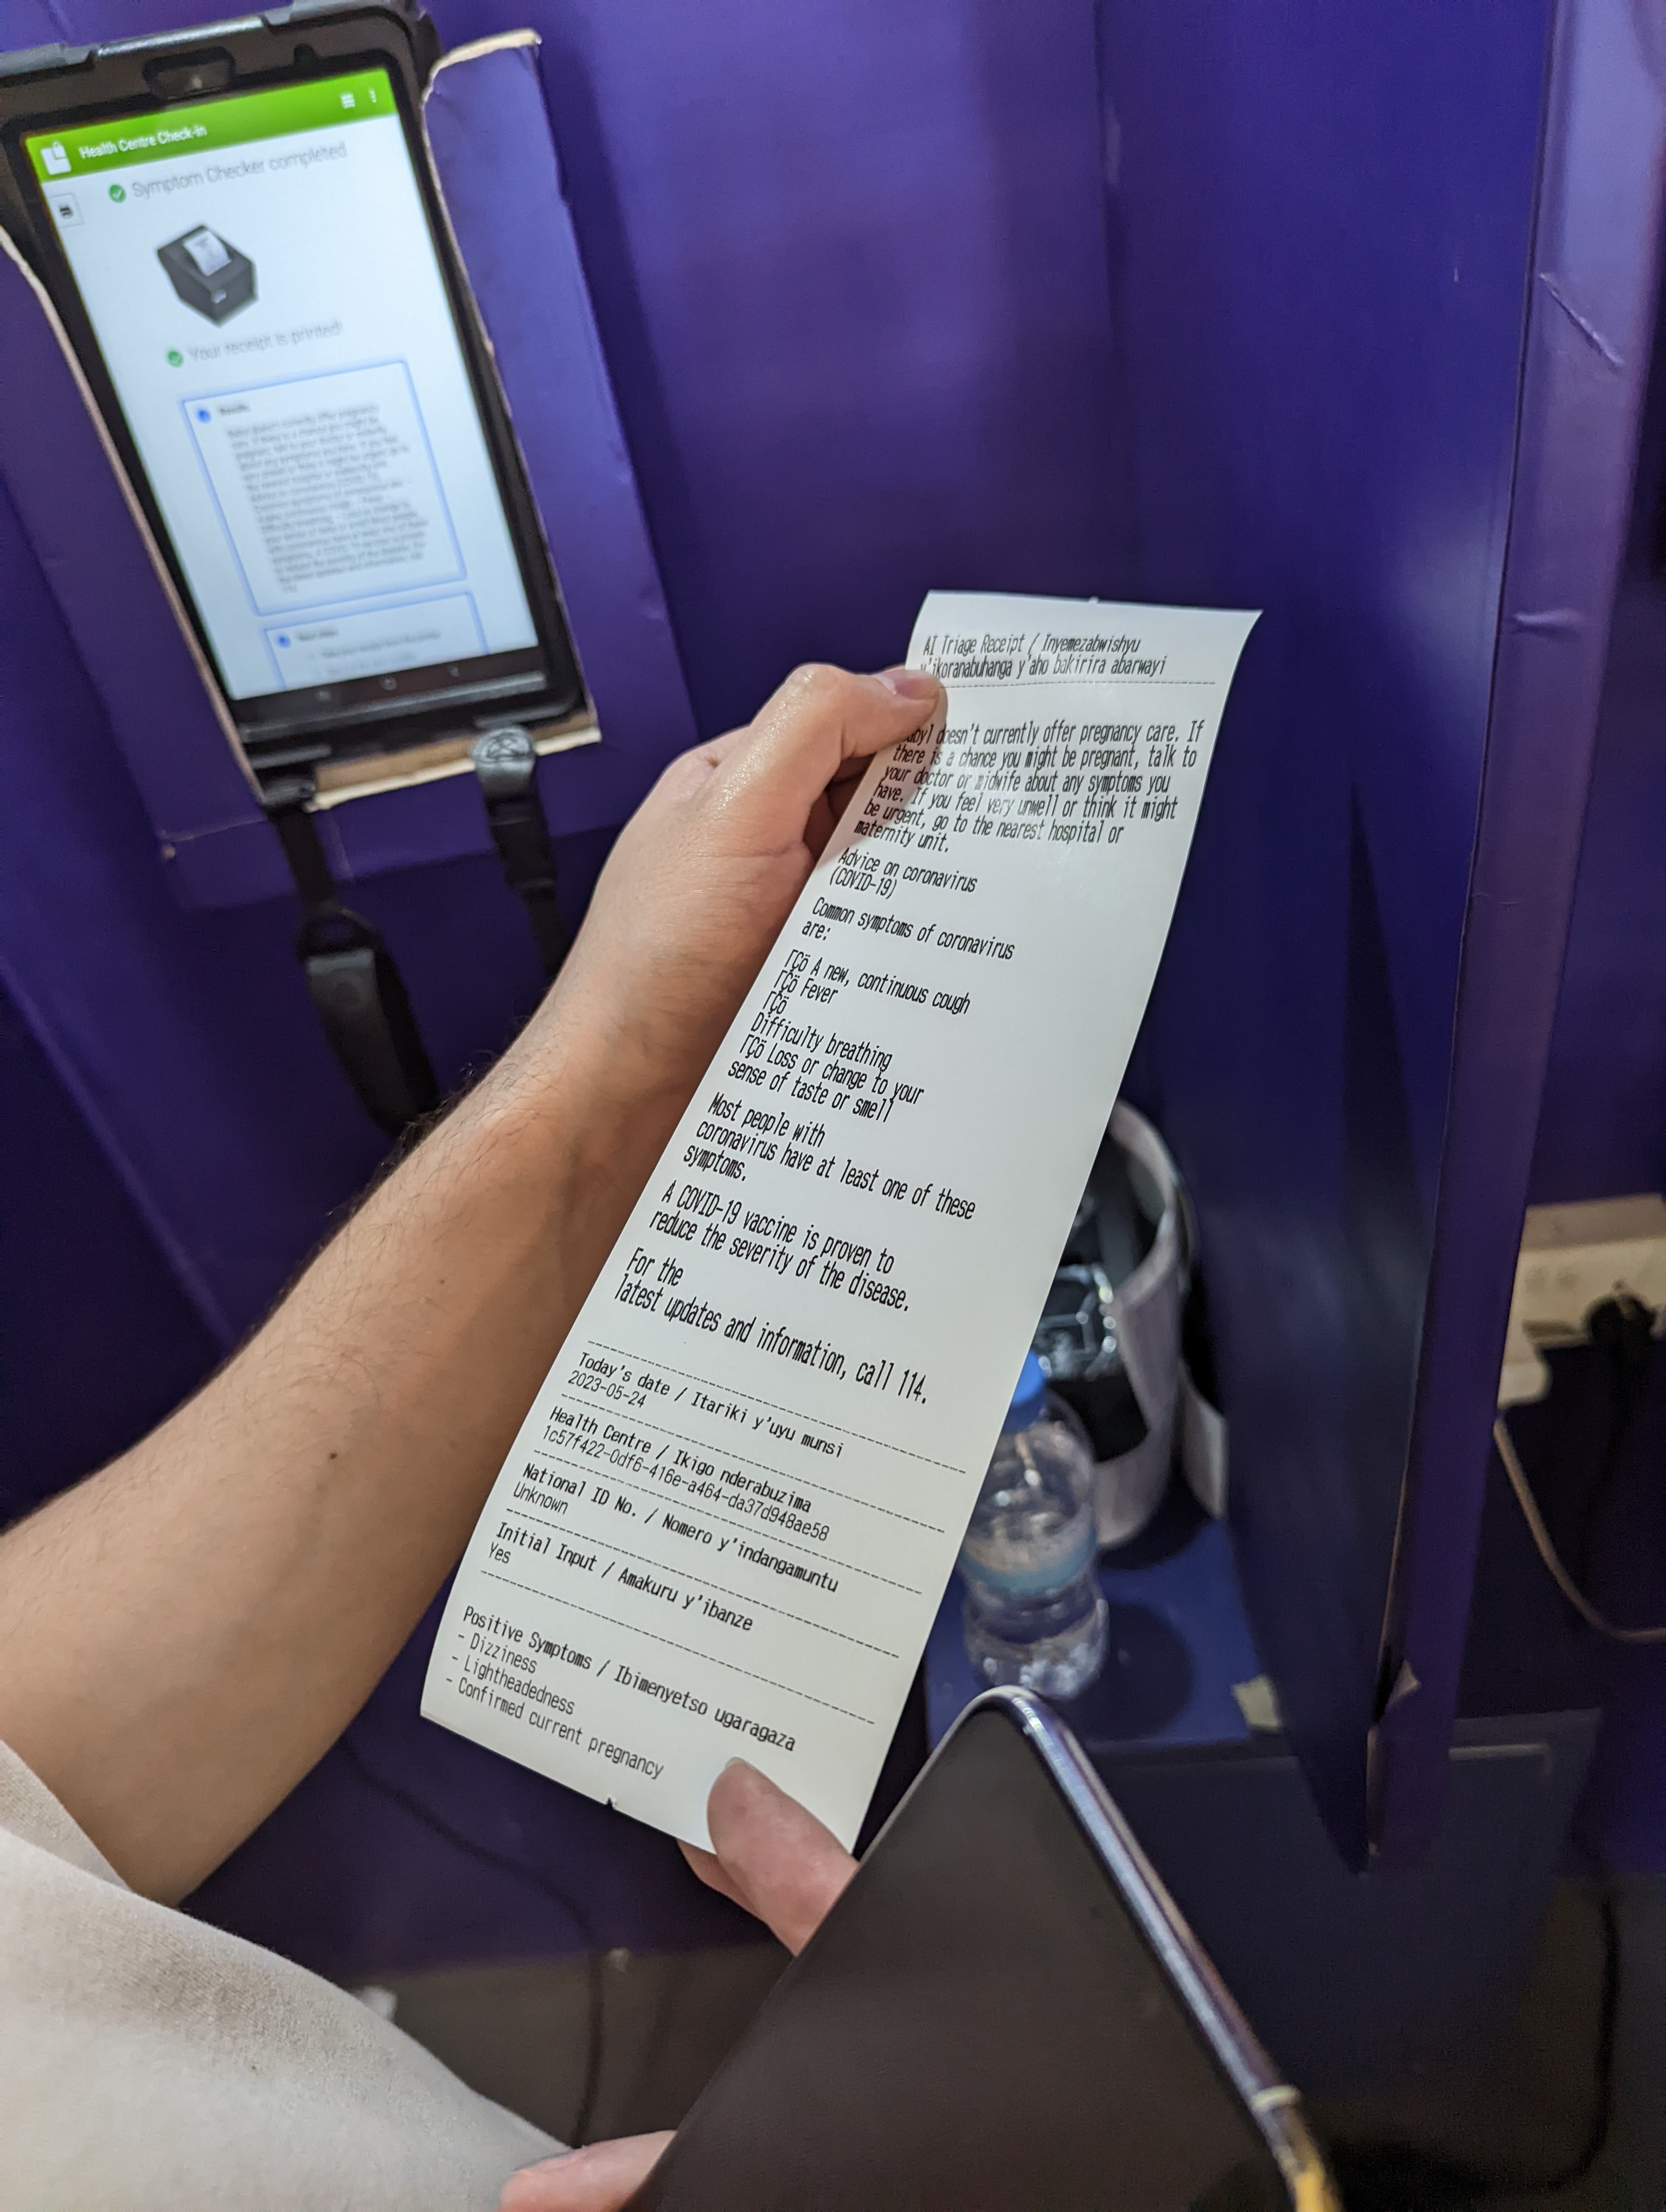 Health Centre Check-in
Symptom Checker completed
Your receipt is printed!
Results
AI Triage Receipt / Inyemezabwishyu
y'ikoranabuhanga y'aho bakirira abarwayi
doesn't currently offer pregnancy care. If
there is a chance you might be pregnant, talk to
your doctor or midwife about any symptoms you
have. If you feel very unwell or think it might
be urgent, go to the nearest hospital or
maternity unit.
Advice on coronavirus
(COVID-19)
Common symptoms of coronavirus
are:
ΓÇó A new, continuous cough
ΓÇó Fever
ΓÇó
Difficulty breathing
ΓÇó Loss or change to your
sense of taste or smell
Most people with
coronavirus have at least one of these
symptoms.
A COVID-19 vaccine is proven to
reduce the severity of the disease.
For the
latest updates and information, call 114.
Today's date / Itariki y'uyu munsi
2023-05-24
Health Centre / Ikigo nderabuzima
1c57f422-0df6-416e-a464-da37d948ae58
National ID No. / Nomero y'indangamuntu
Unknown
Initial Input / Amakuru y'ibanze
Yes
Positive Symptoms / Ibimenyetso ugaragaza
- Dizziness
- Lightheadedness
- Confirmed current pregnancy